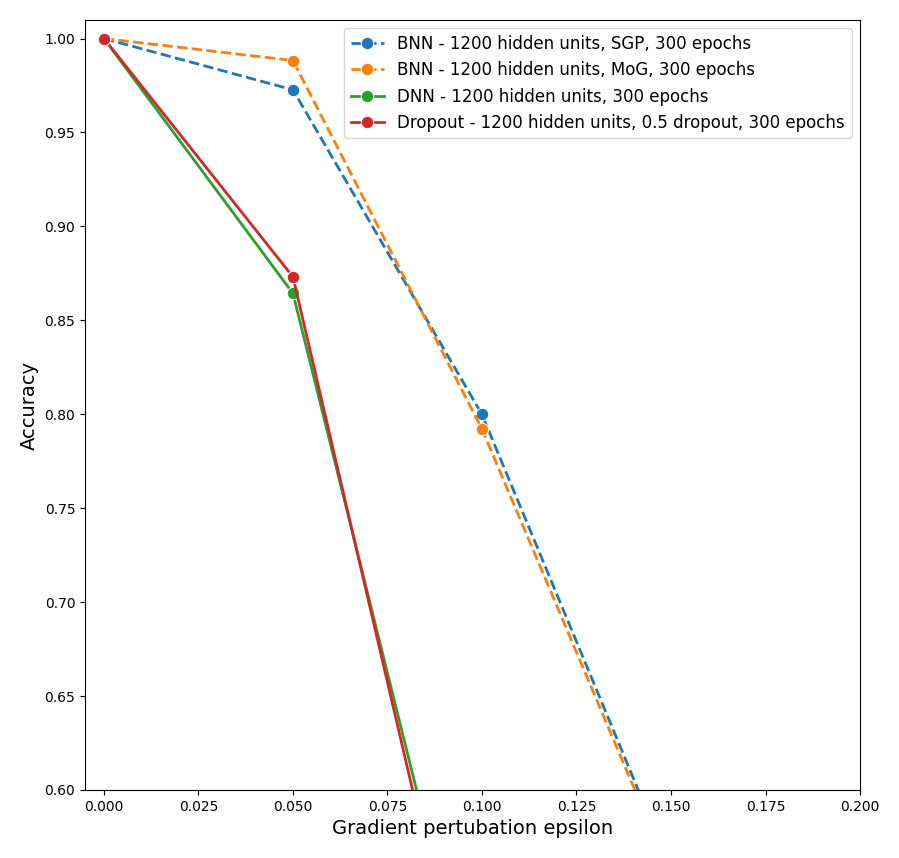 BNN - 1200 hidden units, SGP, 300 epochs
BNN - 1200 hidden units, MoG, 300 epochs
DNN - 1200 hidden units, 300 epochs
Dropout - 1200 hidden units, 0.5 dropout, 300 epochs
1.00
0.95
0.90
0.85
0.80
0.75
0.70
0.65
0.60
Accuracy
0.000 0.025 0.050 0.075 0.100 0.125 0.150 0.175 0.200
Gradient pertubation epsilon